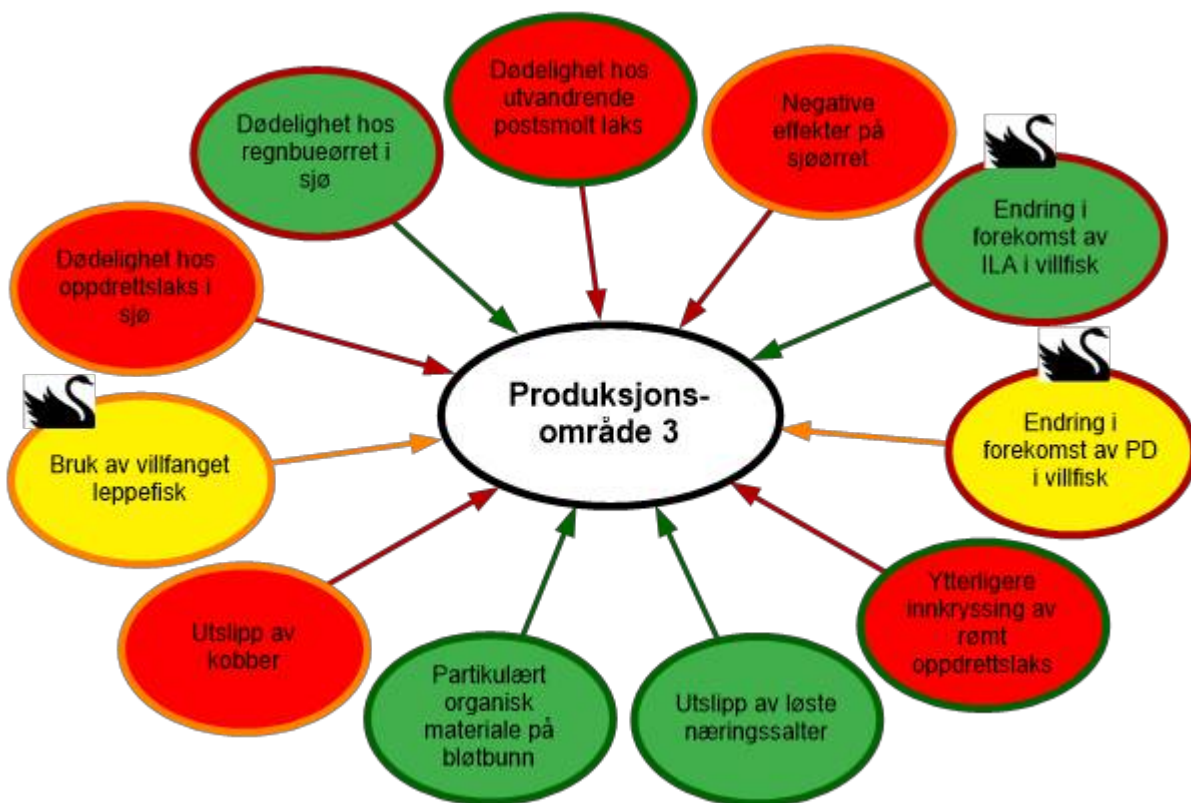 Dødelighet hos
utvandrende
postsmolt laks
Negative
effekter på
sjøørret
Endring i
forekomst av
ILA i villfisk
Endring i
forekomst av PD
i villfisk
Ytterligere
innkryssing av
rømt
oppdrettslaks
Utslipp av løste
næringssalter
Partikulært
organisk
materiale på
bløtbunn
Utslipp av
kobber
Bruk av villfanget
leppefisk
Dødelighet hos
oppdrettslaks i
sjø
Dødelighet hos
regnbueørret i
sjø
Produksjons-
område 3